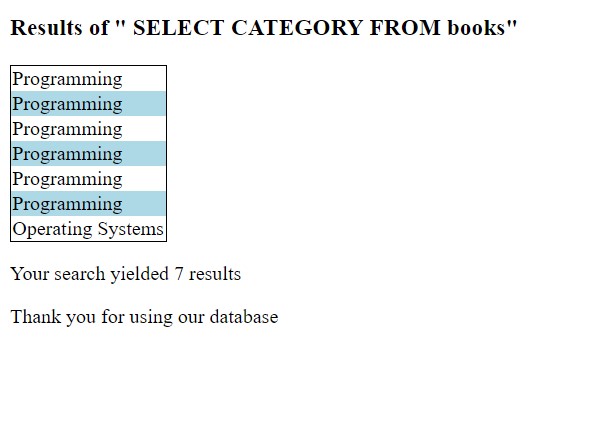 Results of " SELECT CATEGORY FROM books"
Programming
Programming
Programming
Programming
Programming
Programming
Operating Systems
Your search yielded 7 results
Thank you for using our database